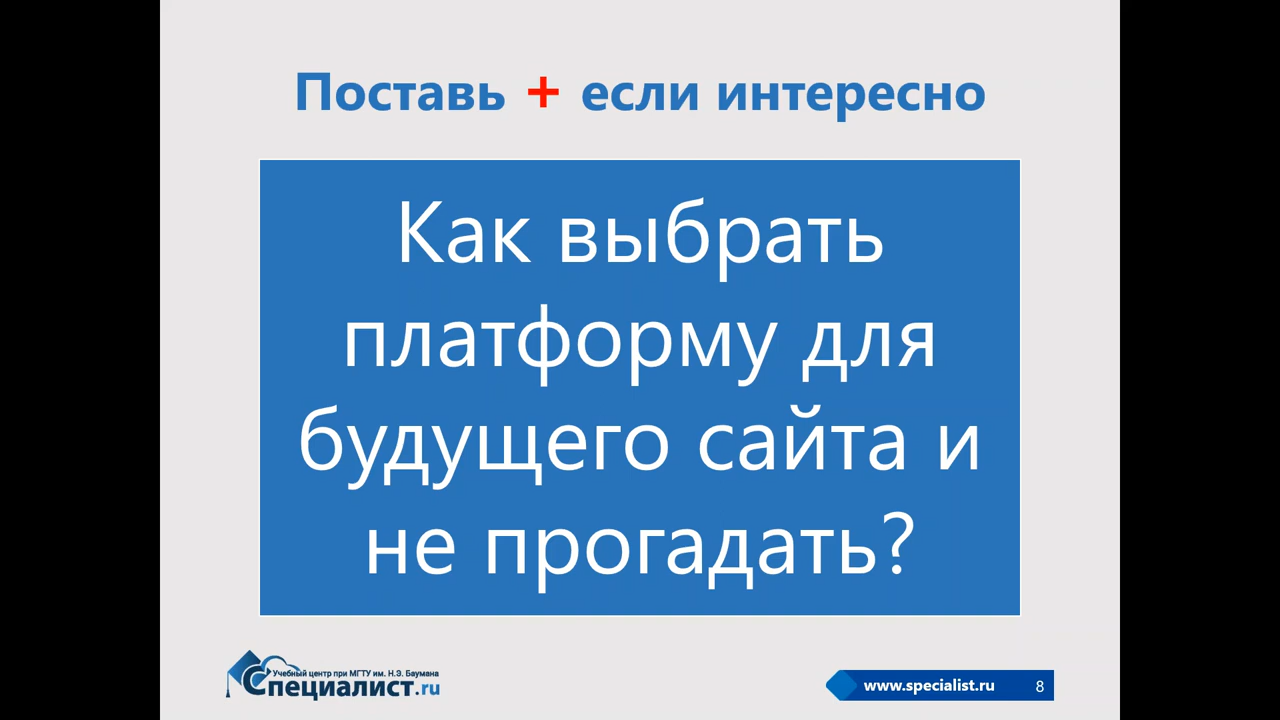 Поставь + если интересно
Как выбрать
платформу для
будущего сайта и
не прогадать?
Учебный центр при МГТУ им. Н.Э. Баумана
Специалист.ru
www.specialist.ru
8